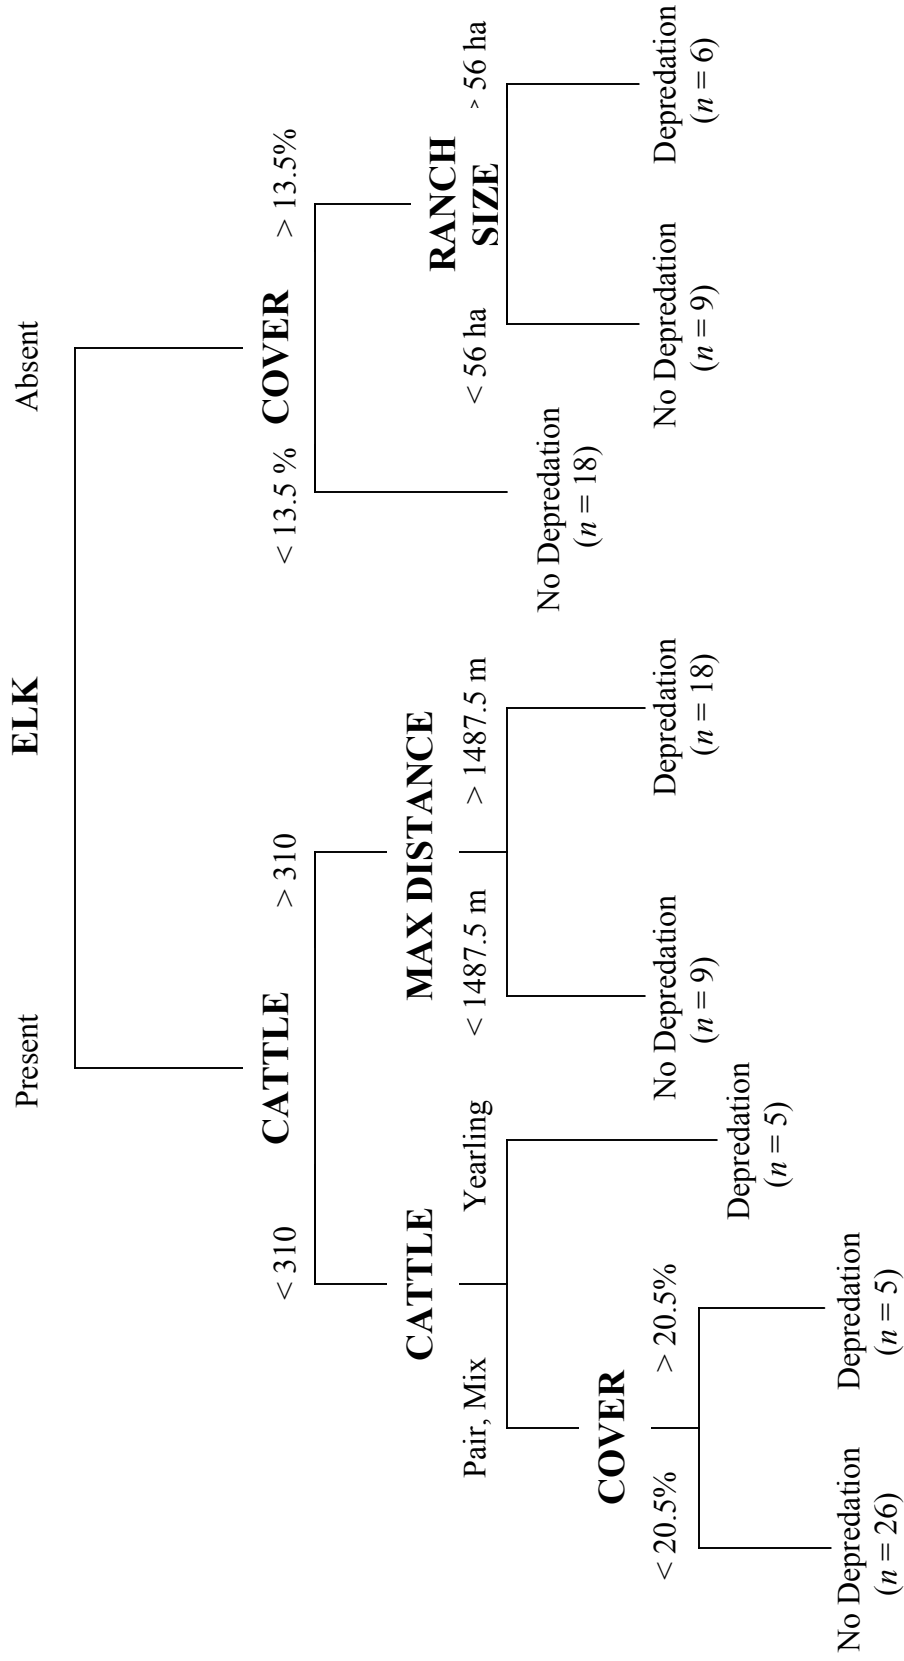 ELK
Present
Absent
CATTLE
COVER
< 310
> 310
< 13.5 %
> 13.5%
CATTLE
MAX DISTANCE
RANCH
SIZE
Pair, Mix
Yearling
< 1487.5 m
> 1487.5 m
No Depredation
(n = 18)
< 56 ha
> 56 ha
COVER
Depredation
(n = 5)
No Depredation
(n = 9)
Depredation
(n = 18)
No Depredation
(n = 9)
Depredation
(n = 6)
< 20.5%
> 20.5%
No Depredation
(n = 26)
Depredation
(n = 5)